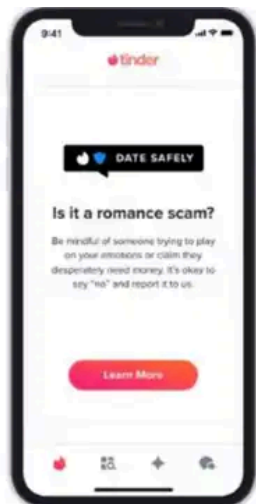 9:41
tinder
DATE SAFELY
Is it a romance scam?
Be mindful of someone trying to play
on your emotions or claim they
desperately need money. It's okay to
say "no" and report it to us.
Learn More